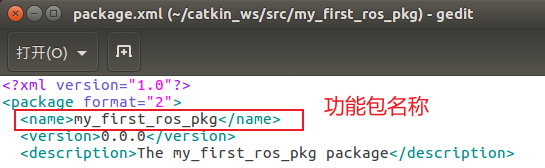 package.xml (~/catkin_ws/src/my_first_ros_pkg) - gedit
打开(O)
<?xml version="1.0"?>
<package format="2">
<name>my_first_ros_pkg</name> 功能包名称
<version>0.0.0</version>
<description>The my_first_ros_pkg package</description>